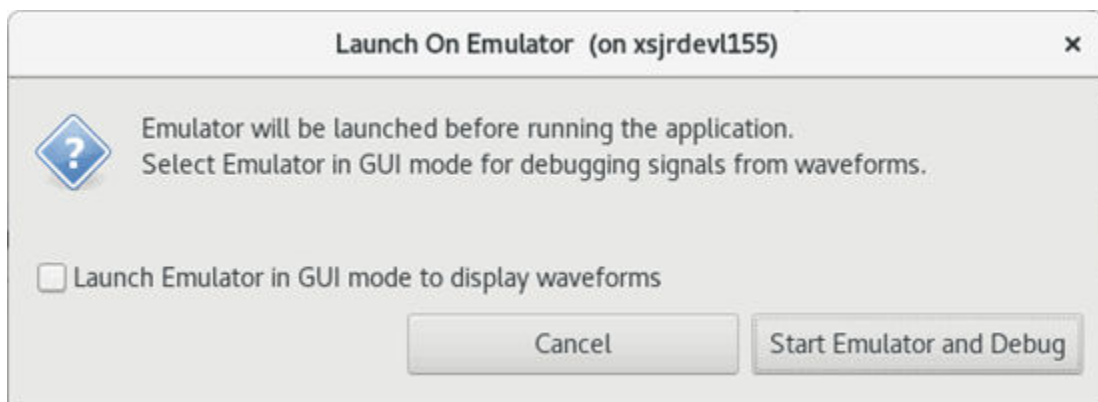 Launch On Emulator (on xsjrdevl155)
Emulator will be launched before running the application.
Select Emulator in GUI mode for debugging signals from waveforms.
Launch Emulator in GUI mode to display waveforms
Cancel
Start Emulator and Debug